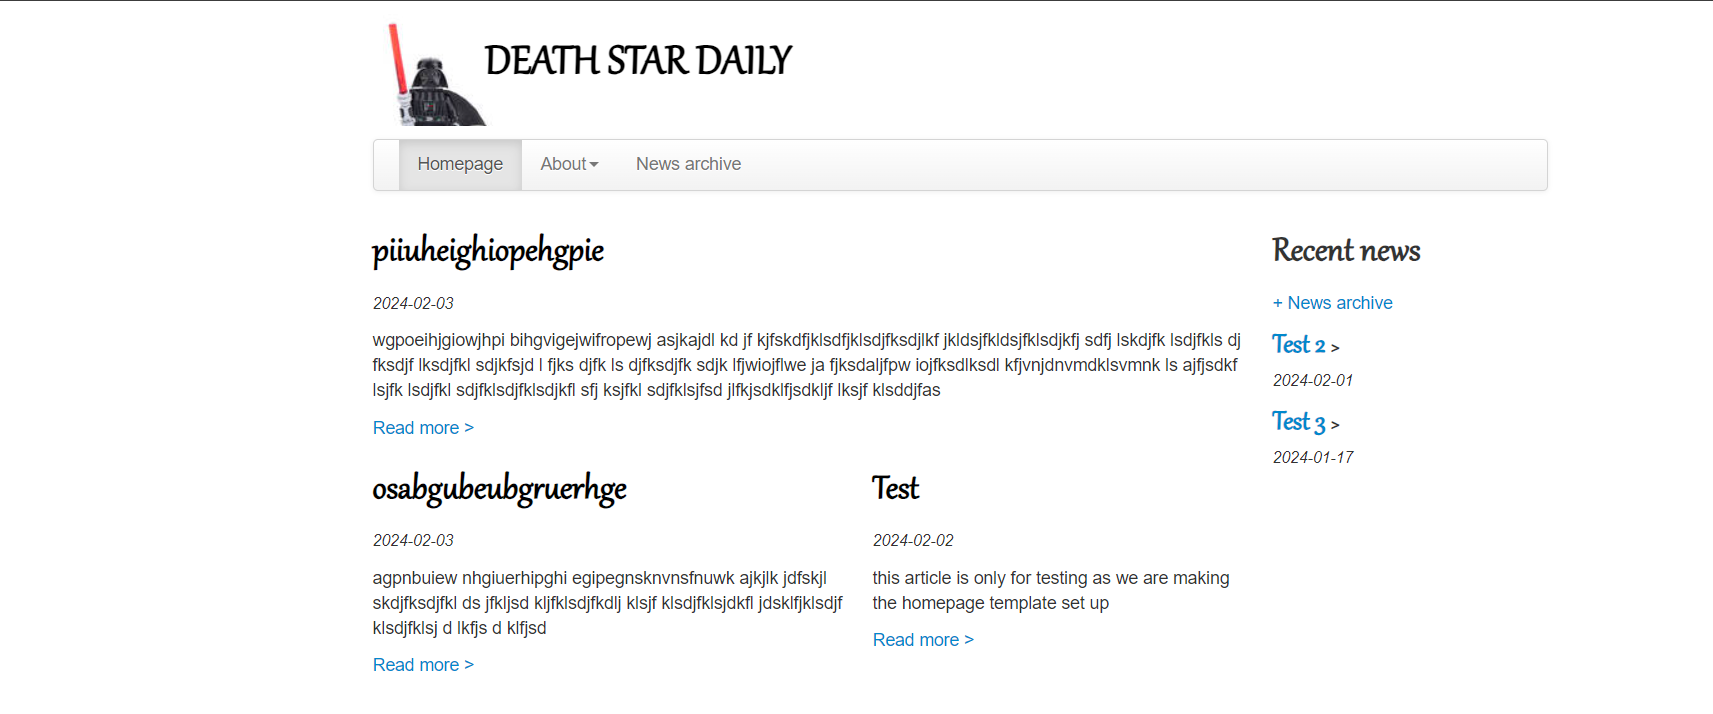 DEATH STAR DAILY
Homepage About News archive
piiuheighiopehgpie
2024-02-03
wgpoeihjgiowjhpi bihgvigejwifropewj asjkajdl kd jf kjfskdfjklsdfjklsdjfksdjlkf jkldsjfkldsjfklsdjkfj sdfj lskdjfk lsdjfkls dj
fksdjf lksdjfkl sdjkfsjd l fjks djfk ls djfksdjfk sdjk lfjwiojflwe ja fjksdaljfpw iojfksdlksdl kfjvnjdnvmdklsvmnk ls ajfjsdkf
lsjfk lsdjfkl sdjfklsdjfklsdjkfl sfj ksjfkl sdjfklsjfsd jlfkjsdklfjsdkljf lksjf klsddjfas
Read more >
osabgubeubgruerhge
2024-02-03
agpnbuiew nhgiuerhipghi egipegnsknvnsfnuwk ajkjlk jdfskjl
skdjfksdjfkl ds jfkljsd kljfklsdjfkdlj klsjf klsdjfklsjdkfl jdsklfjklsdjf
klsdjfklsj d lkfjs d klfjsd
Read more >
Test
2024-02-02
this article is only for testing as we are making
the homepage template set up
Read more >
Recent news
+ News archive
Test 2 >
2024-02-01
Test 3 >
2024-01-17